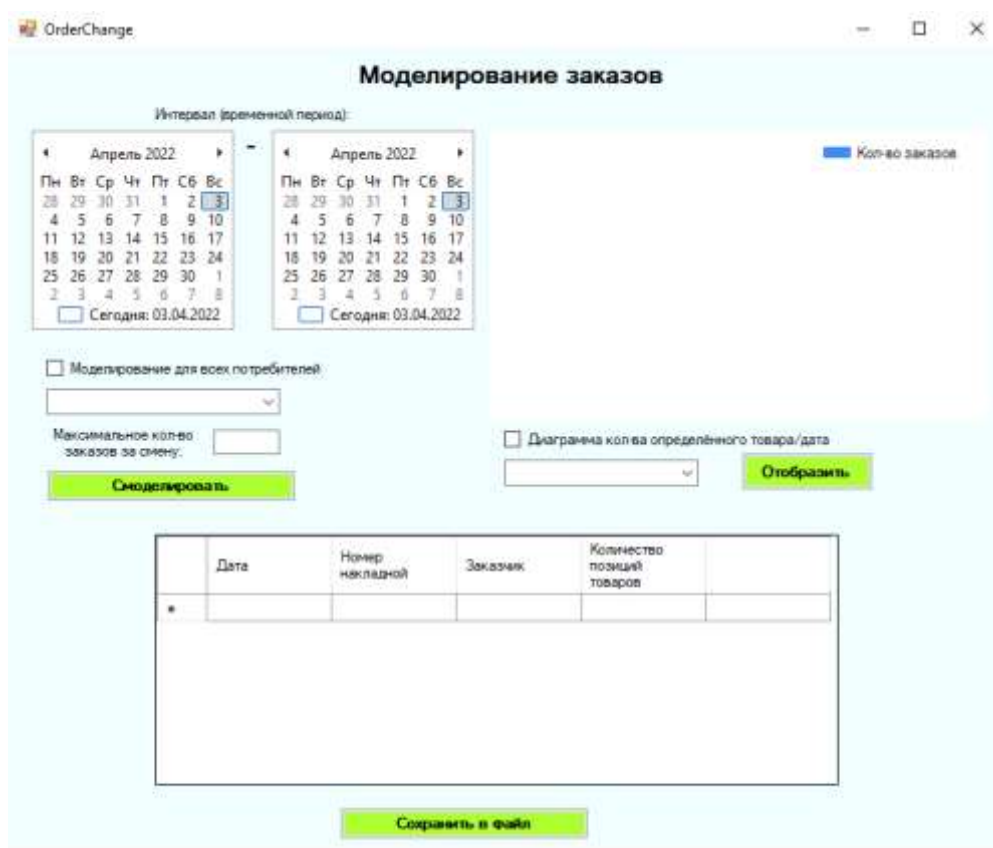 OrderChange
Моделирование заказов
Интервал (временной период):
Апрель 2022 - Апрель 2022
Пн Вт Ср Чт Пт Сб Вс Пн Вт Ср Чт Пт Сб Вс
28 29 30 31 1 2 3 28 29 30 31 1 2 3
4 5 6 7 8 9 10 4 5 6 7 8 9 10
11 12 13 14 15 16 17 11 12 13 14 15 16 17
18 19 20 21 22 23 24 18 19 20 21 22 23 24
25 26 27 28 29 30 1 25 26 27 28 29 30 1
2 3 4 5 6 7 8 2 3 4 5 6 7 8
Сегодня: 03.04.2022 Сегодня: 03.04.2022
Кол-во заказов
Моделирование для всех потребителей
Максимальное кол-во
заказов за смену:
Смоделировать
Диаграмма кол-ва определённого товара/дата
Отобразить
Дата
Номер
накладной
Заказчик
Количество
позиций
товаров
Сохранить в файл